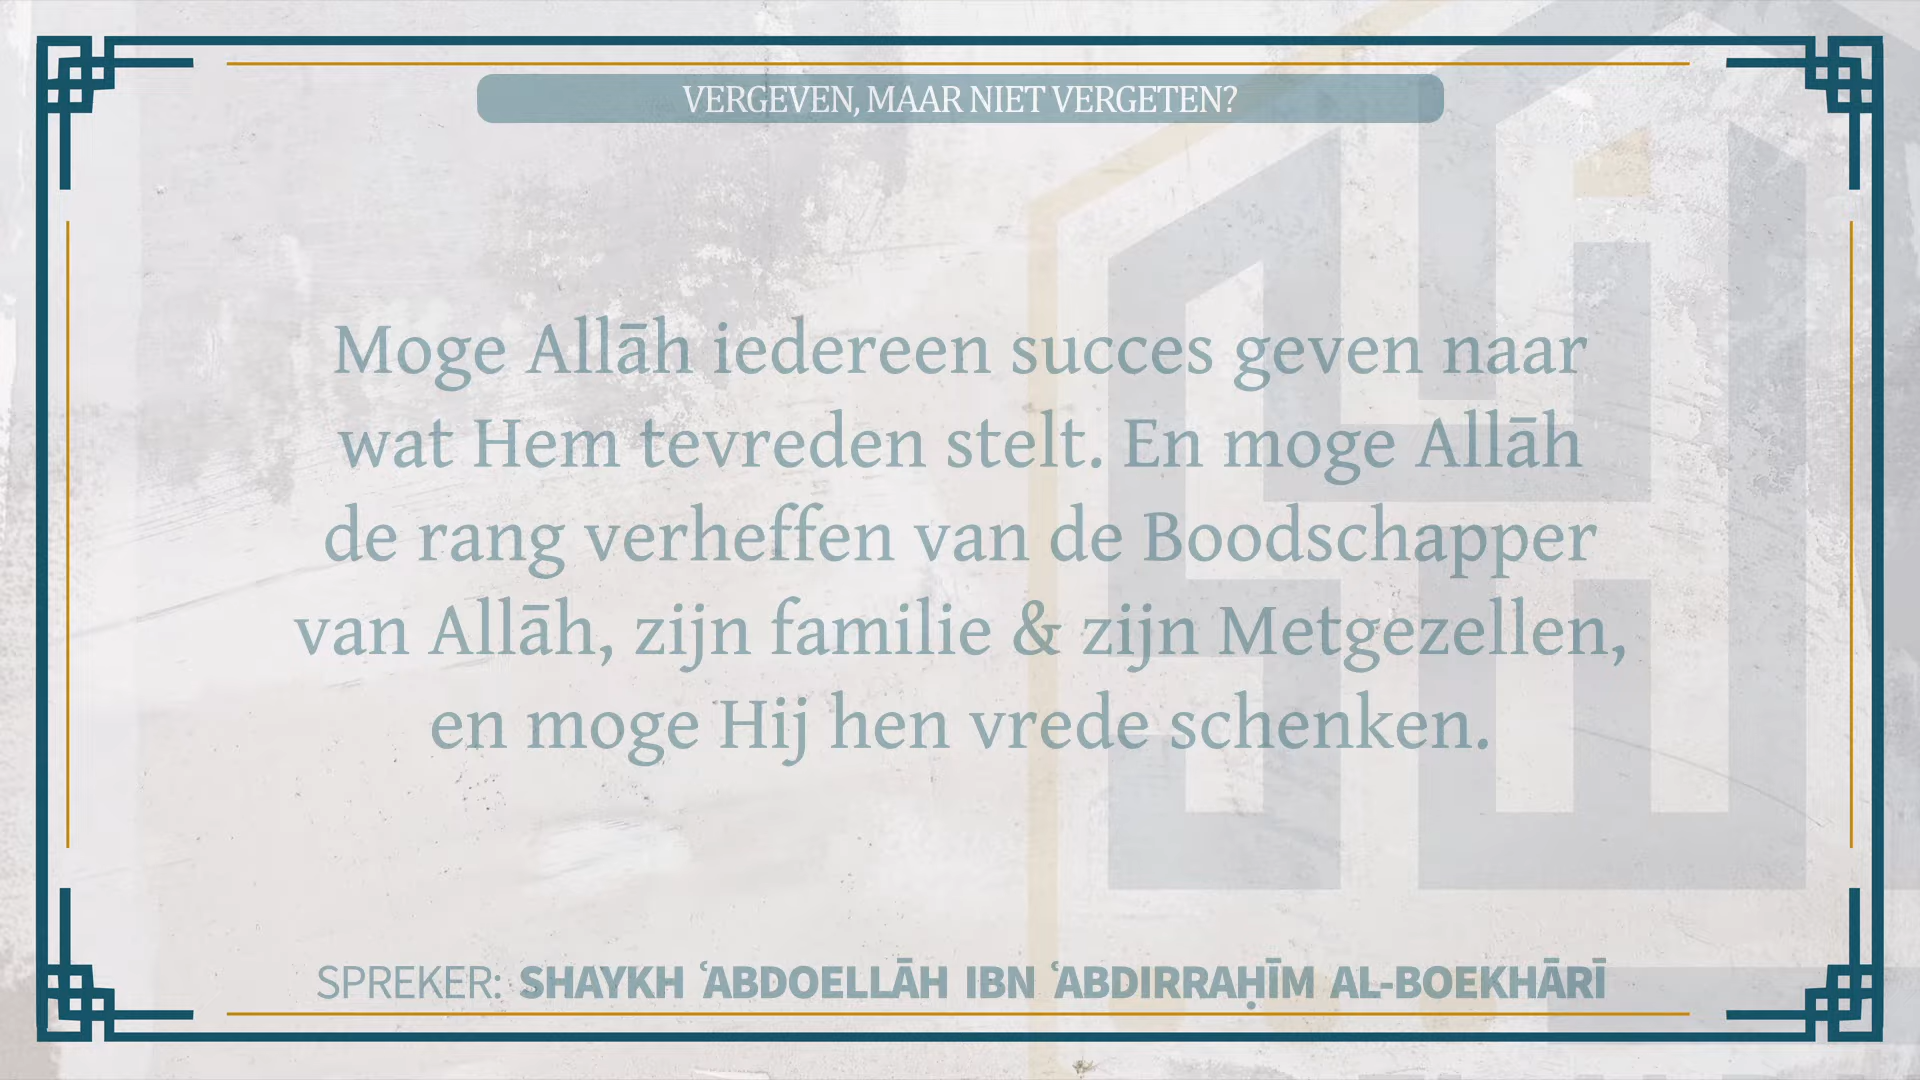 VERGEVEN, MAAR NIET VERGETEN?
Moge Allāh iedereen succes geven naar
wat Hem tevreden stelt. En moge Allāh
de rang verheffen van de Boodschapper
van Allāh, zijn familie & zijn Metgezellen,
en moge Hij hen vrede schenken.
SPREKER: SHAYKH ʿABDOELLĀH IBN ʿABDIRRAḤĪM AL-BOEKHĀRĪ